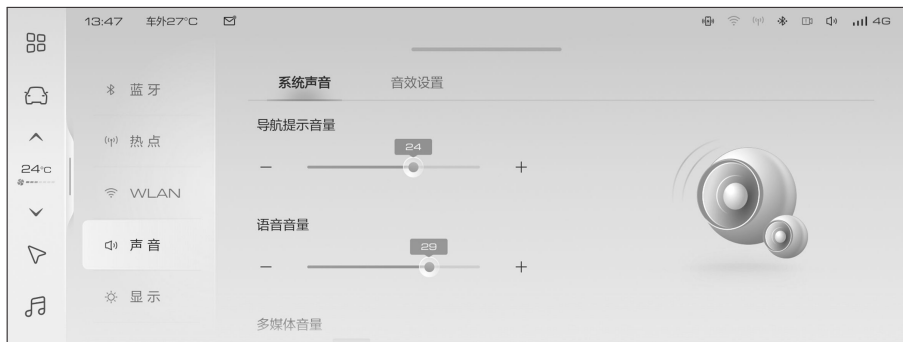 13:47 车外27°C 4G
系统声音 音效设置
蓝牙
导航提示音量
热点
24
- +
24°C
WLAN
语音音量
声音
29
- +
显示
多媒体音量